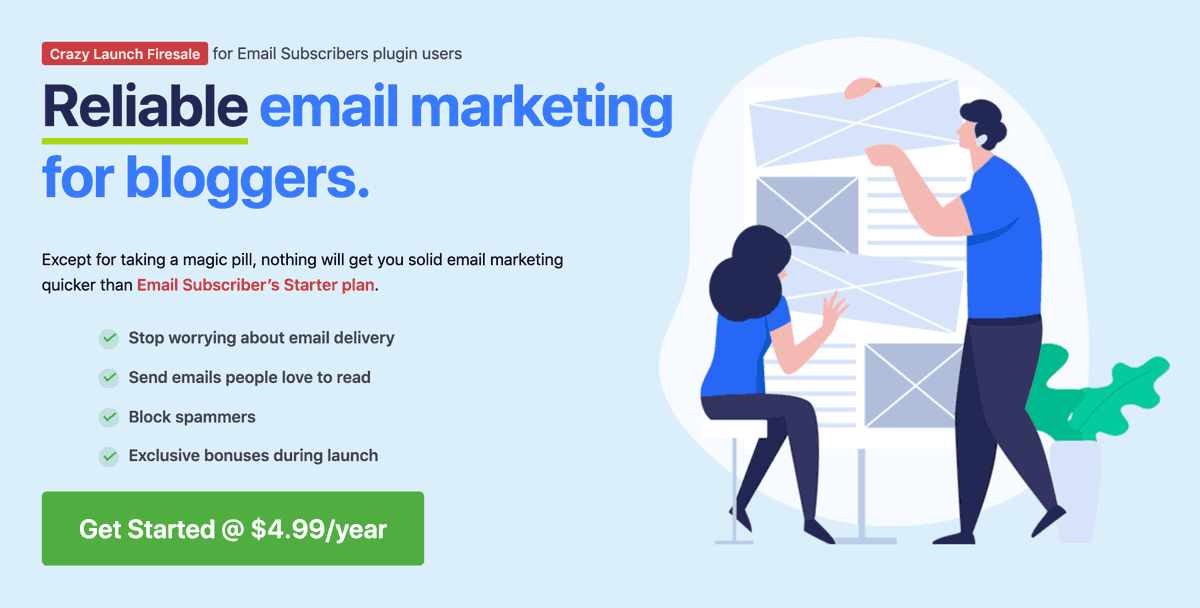 Crazy Launch Firesale for Email Subscribers plugin users
Reliable email marketing
for bloggers.
Except for taking a magic pill, nothing will get you solid email marketing
quicker than Email Subscriber’s Starter plan.
Stop worrying about email delivery
Send emails people love to read
Block spammers
Exclusive bonuses during launch
Get Started @ $4.99/year